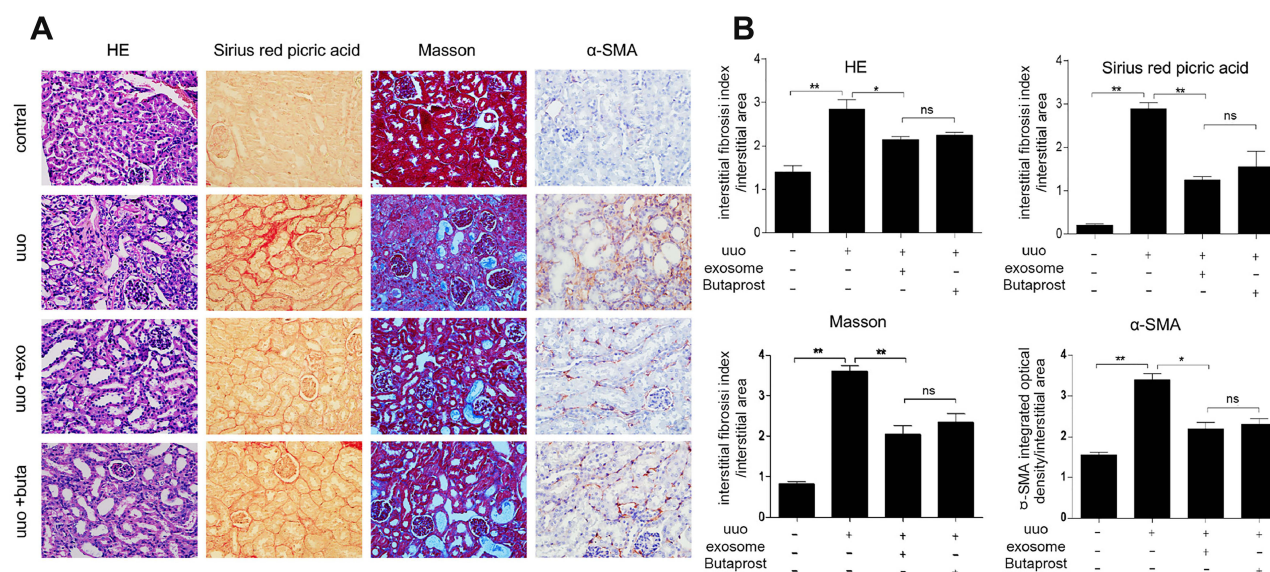 A
HE
Sirius red picric acid
Masson
α-SMA
contral
uuo
uuo +exo
uuo +buta
B
HE
interstitial fibrosisi index
/interstitial area
4
3
2
1
0
**
*
ns
uuo - + + +
exosome - - + -
Butaprost - - - +
Sirius red picric acid
interstitial fibrosisi index
/interstitial area
4
3
2
1
0
**
**
ns
uuo - + + +
exosome - - + -
Butaprost - - - +
Masson
interstitial fibrosisi index
/interstitial area
4
3
2
1
0
**
**
ns
uuo - + + +
exosome - - + -
Butaprost - - -
α-SMA
α-SMA integrated optical
density/interstitial area
4
3
2
1
0
**
*
ns
uuo - + + +
exosome - - + -
Butaprost - - -